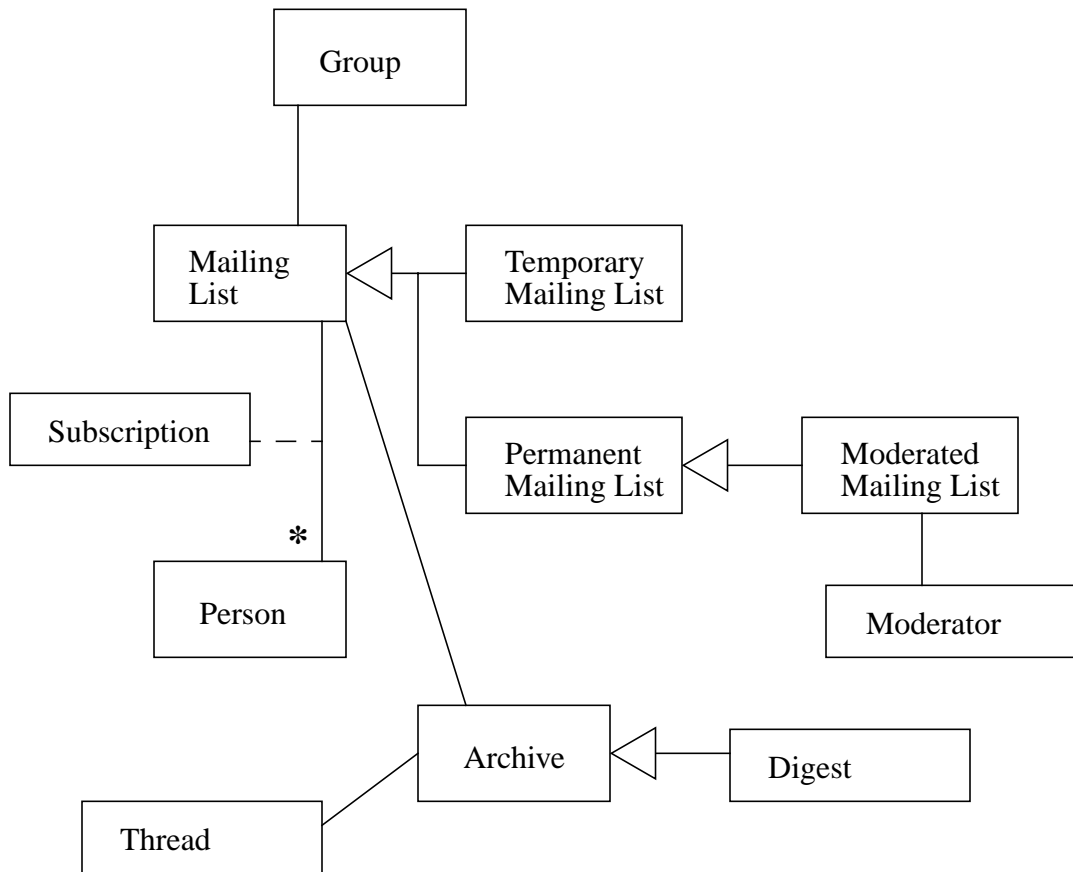 Group
Mailing
List
Temporary
Mailing List
Subscription
Permanent
Mailing List
Moderated
Mailing List
*
Person
Moderator
Archive
Digest
Thread